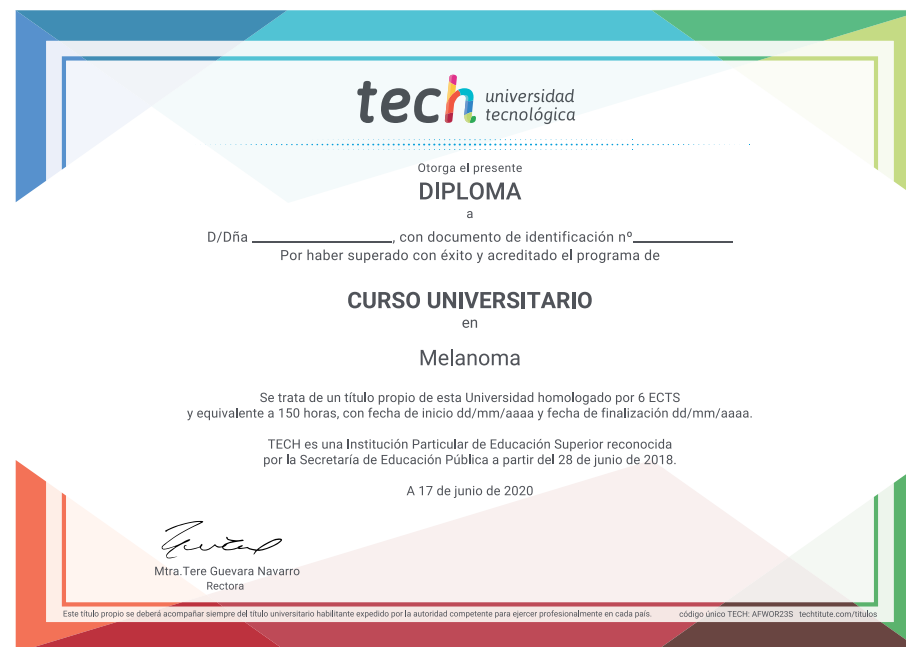 tech universidad
tecnológica
Otorga el presente
DIPLOMA
a
D/Dña ____________________, con documento de identificación nº______________
Por haber superado con éxito y acreditado el programa de
CURSO UNIVERSITARIO
en
Melanoma
Se trata de un título propio de esta Universidad homologado por 6 ECTS
y equivalente a 150 horas, con fecha de inicio dd/mm/aaaa y fecha de finalización dd/mm/aaaa.
TECH es una Institución Particular de Educación Superior reconocida
por la Secretaría de Educación Pública a partir del 28 de junio de 2018.
A 17 de junio de 2020
Mtra.Tere Guevara Navarro
Rectora
Este título propio se deberá acompañar siempre del título universitario habilitante expedido por la autoridad competente para ejercer profesionalmente en cada país. código único TECH: AFWOR23S techtitute.com/titulos